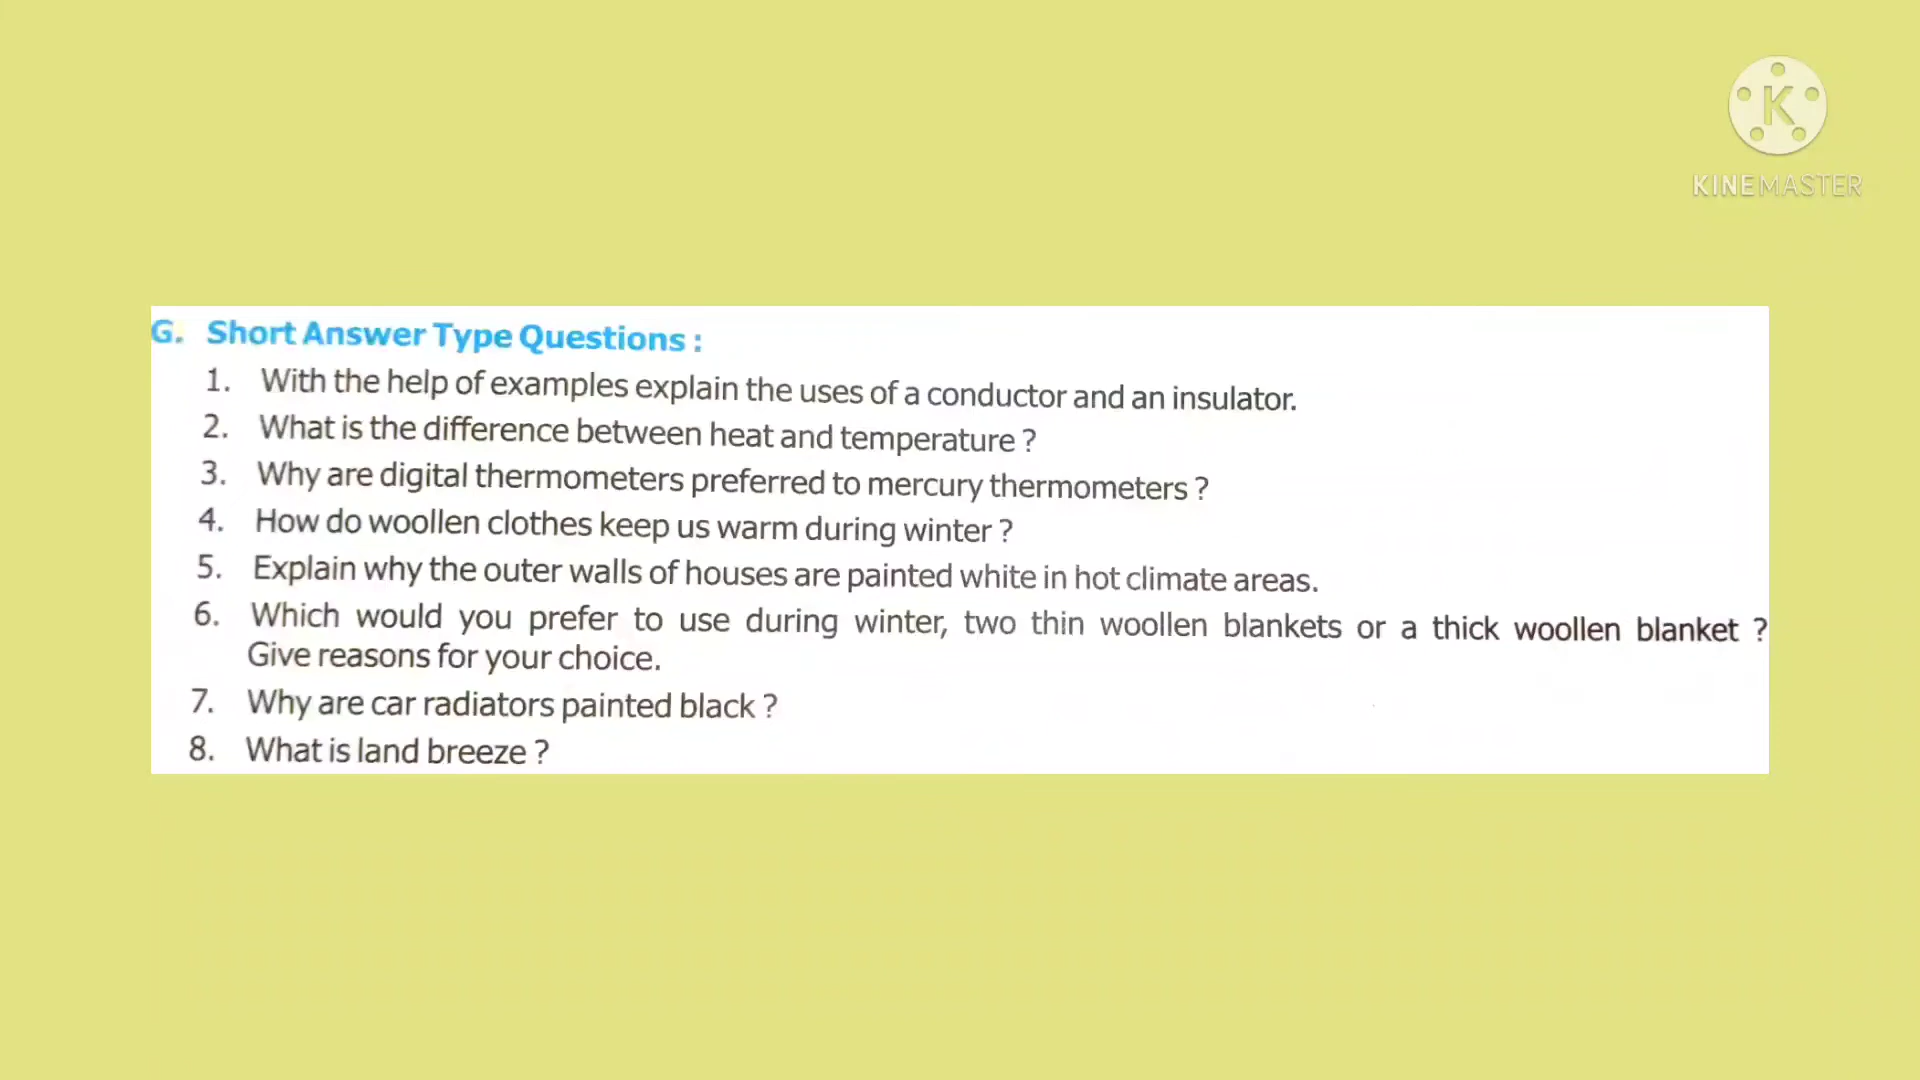 K
KINEMASTER
G. Short Answer Type Questions :
1. With the help of examples explain the uses of a conductor and an insulator.
2. What is the difference between heat and temperature ?
3. Why are digital thermometers preferred to mercury thermometers ?
4. How do woollen clothes keep us warm during winter ?
5. Explain why the outer walls of houses are painted white in hot climate areas.
6. Which would you prefer to use during winter, two thin woollen blankets or a thick woollen blanket ?
Give reasons for your choice.
7. Why are car radiators painted black ?
8. What is land breeze ?